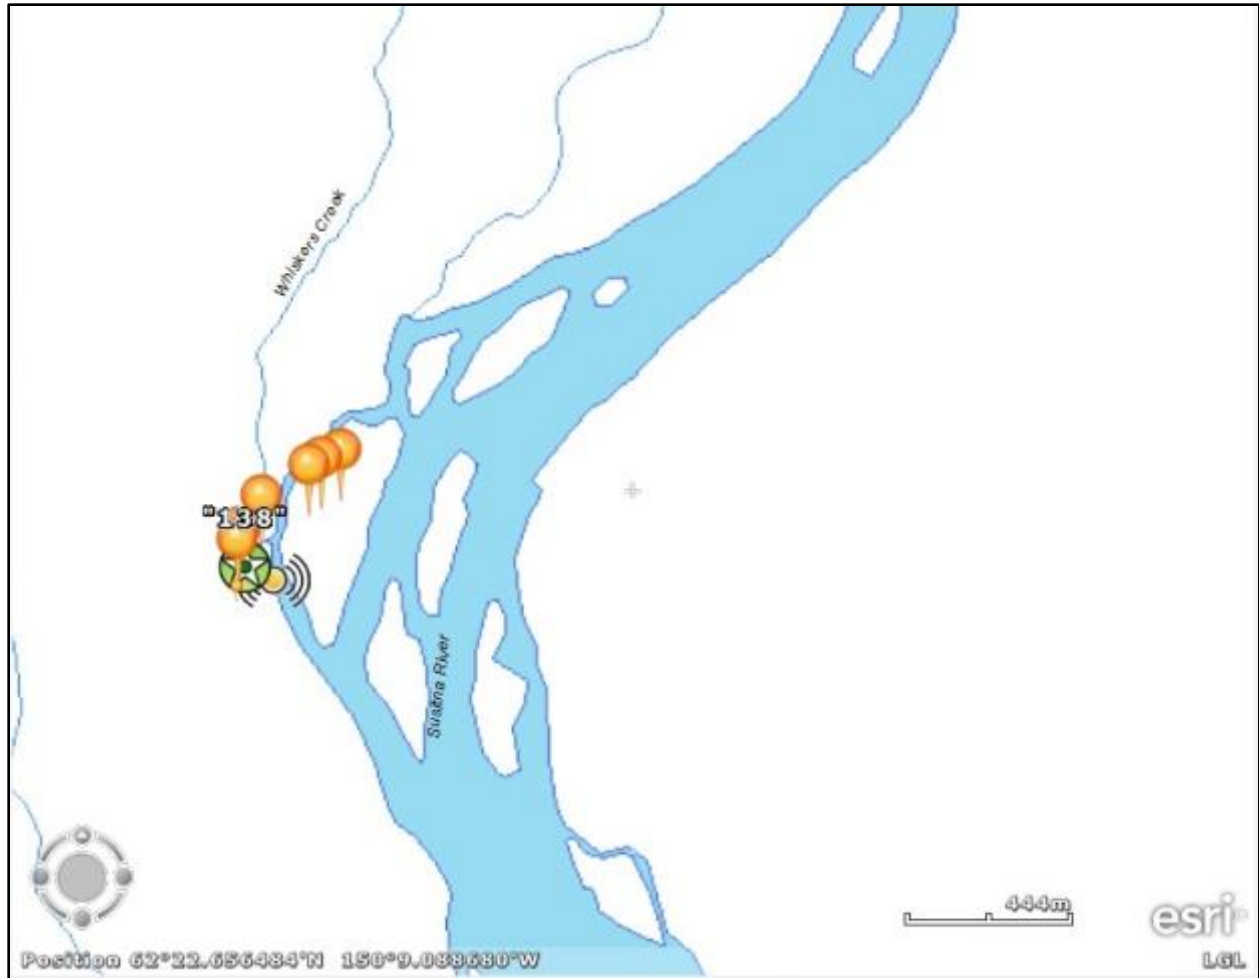 Whiskers Creek
"138"
Susitna River
444m
esri
Position 62°22.656484'N 150°9.088680'W
LGL